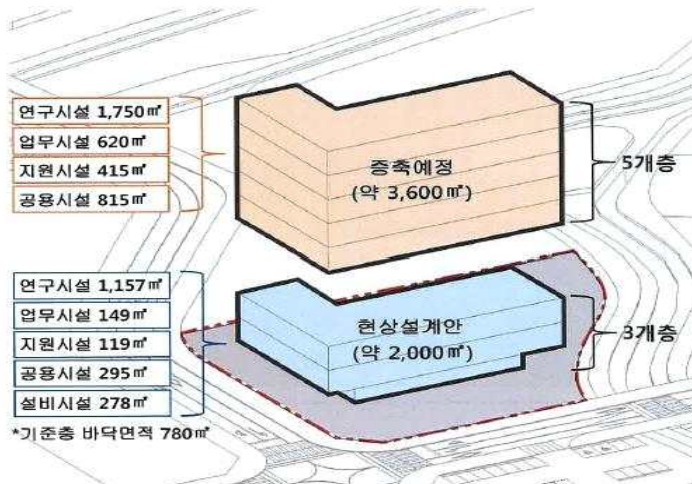 연구시설 1,750㎡
업무시설 620㎡
지원시설 415㎡
공용시설 815㎡
증축예정
(약 3,600㎡)
5개층
연구시설 1,157㎡
업무시설 149㎡
지원시설 119㎡
공용시설 295㎡
설비시설 278㎡
*기준층 바닥면적 780㎡
현상설계안
(약 2,000㎡)
3개층